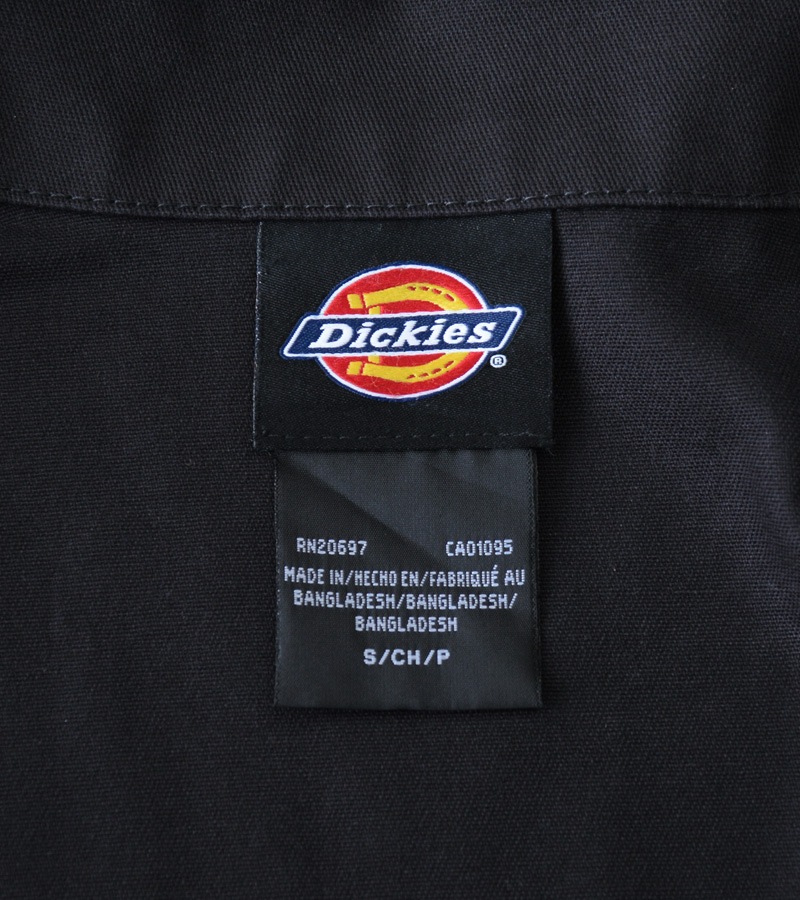 Dickies®
RN20697 CA01095
MADE IN/HECHO EN/FABRIQUÉ AU
BANGLADESH/BANGLADESH/
BANGLADESH
S/CH/P